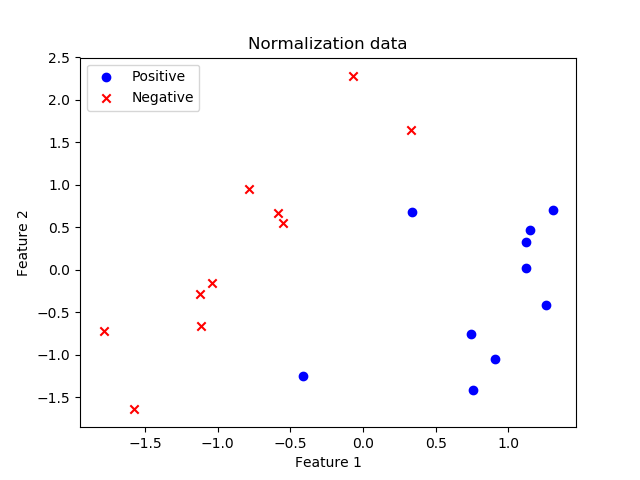 Normalization data
Positive
Negative
Feature 2
2.5
2.0
1.5
1.0
0.5
0.0
−0.5
−1.0
−1.5
−1.5 −1.0 −0.5 0.0 0.5 1.0
Feature 1